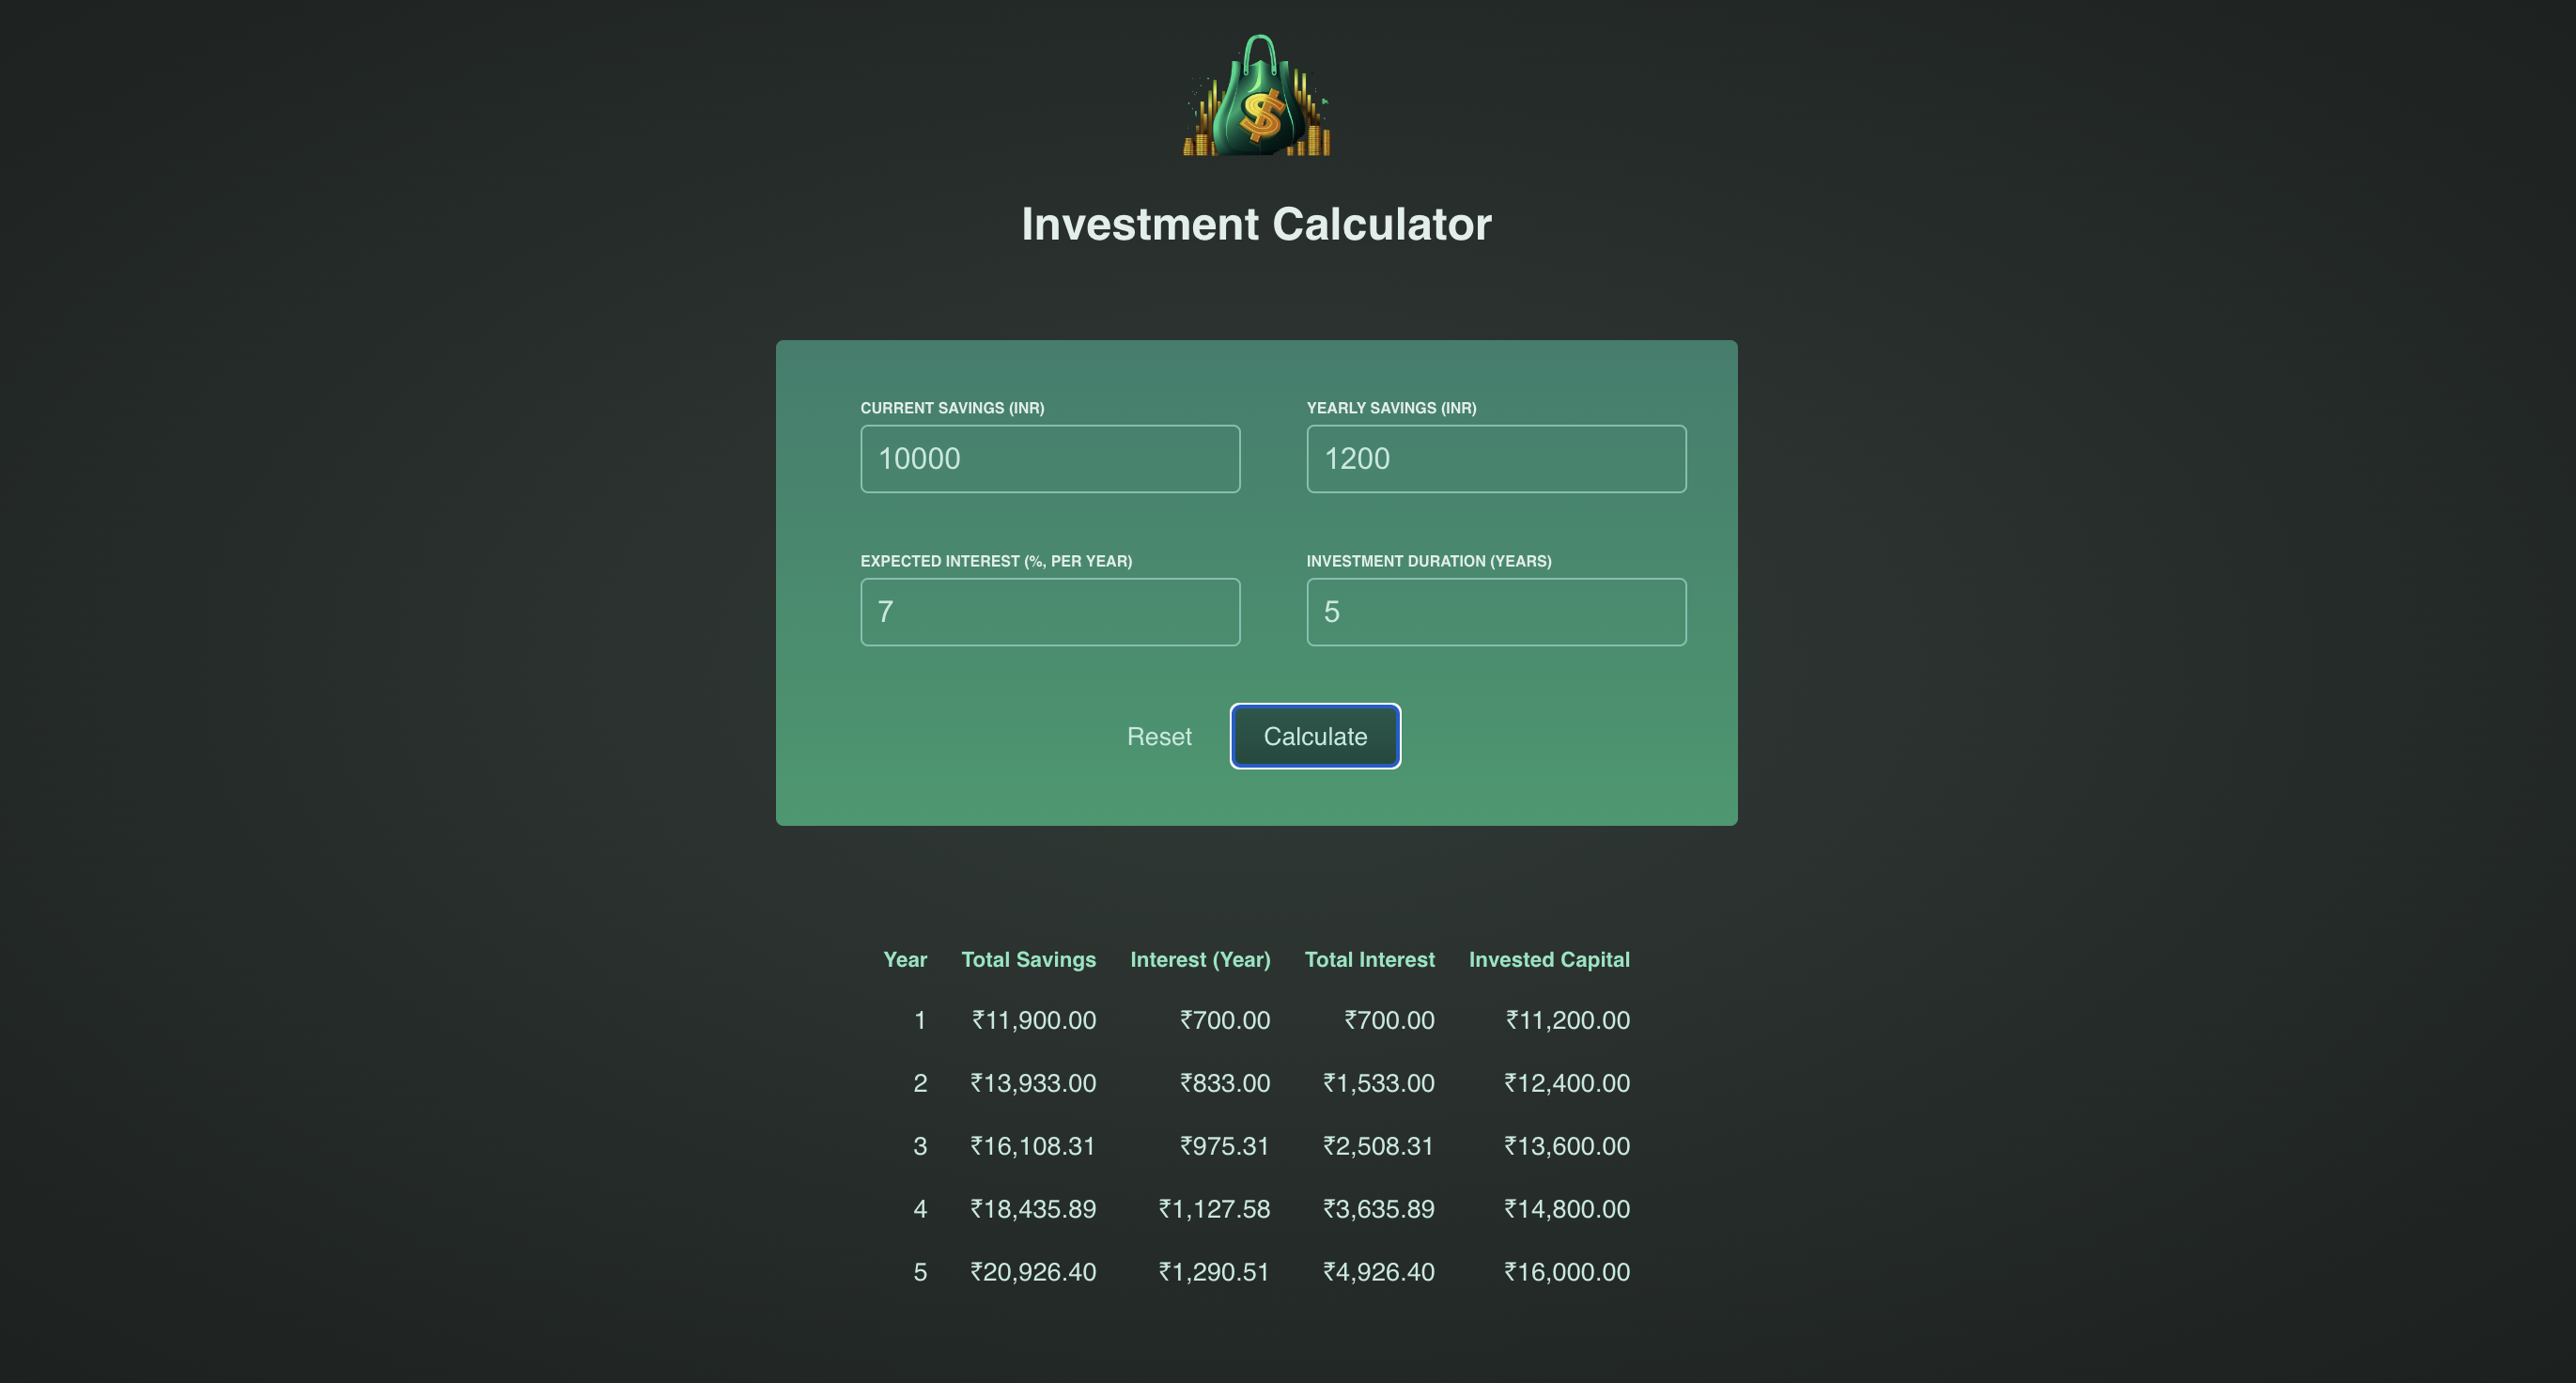 $
Investment Calculator
CURRENT SAVINGS (INR) YEARLY SAVINGS (INR)
10000 1200
EXPECTED INTEREST (%, PER YEAR) INVESTMENT DURATION (YEARS)
7 5
Reset Calculate
Year Total Savings Interest (Year) Total Interest Invested Capital
1 ₹11,900.00 ₹700.00 ₹700.00 ₹11,200.00
2 ₹13,933.00 ₹833.00 ₹1,533.00 ₹12,400.00
3 ₹16,108.31 ₹975.31 ₹2,508.31 ₹13,600.00
4 ₹18,435.89 ₹1,127.58 ₹3,635.89 ₹14,800.00
5 ₹20,926.40 ₹1,290.51 ₹4,926.40 ₹16,000.00